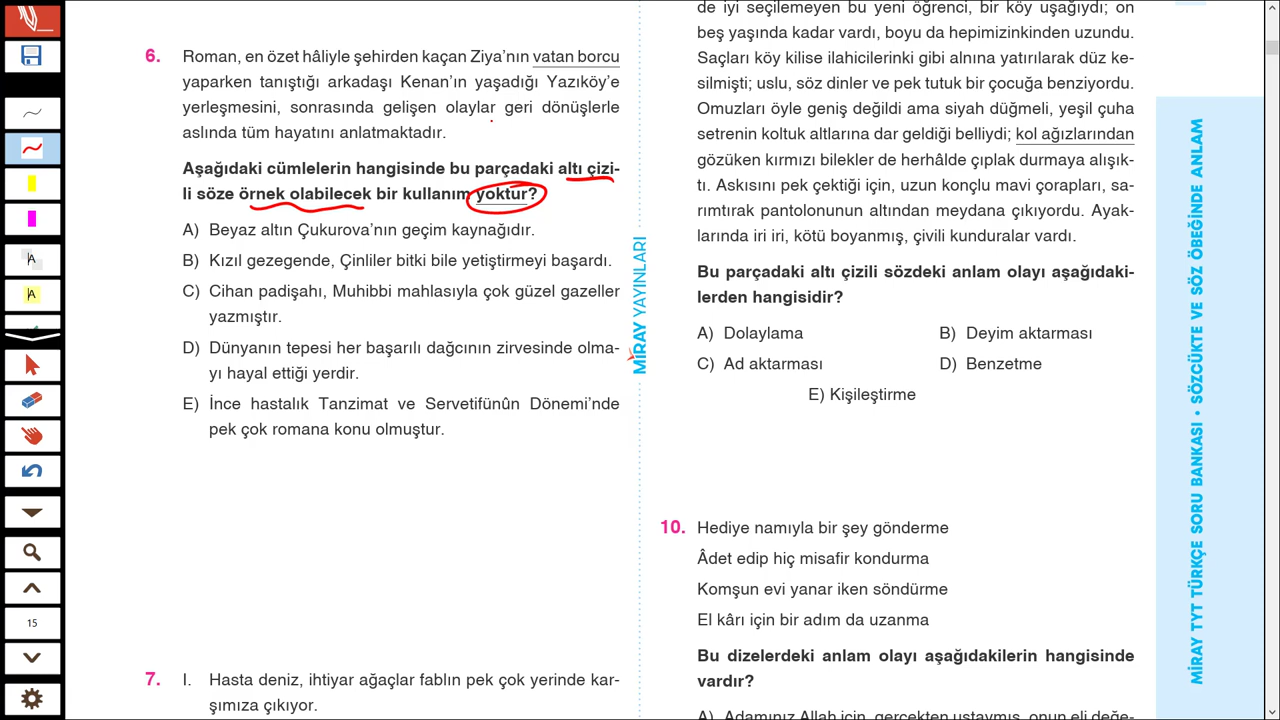 6. Roman, en özet hâliyle şehirden kaçan Ziya’nın vatan borcu
yaparken tanıştığı arkadaşı Kenan’ın yaşadığı Yazıköy’e
yerleşmesini, sonrasında gelişen olaylar geri dönüşlerle
aslında tüm hayatını anlatmaktadır.
Aşağıdaki cümlelerin hangisinde bu parçadaki altı çizi-
li söze örnek olabilecek bir kullanım yoktur?
A) Beyaz altın Çukurova’nın geçim kaynağıdır.
B) Kızıl gezegende, Çinliler bitki bile yetiştirmeyi başardı.
C) Cihan padişahı, Muhibbi mahlasıyla çok güzel gazeller
yazmıştır.
D) Dünyanın tepesi her başarılı dağcının zirvesinde olma-
yı hayal ettiği yerdir.
E) İnce hastalık Tanzimat ve Servetifünûn Dönemi’nde
pek çok romana konu olmuştur.
7. I. Hasta deniz, ihtiyar ağaçlar fablın pek çok yerinde kar-
şımıza çıkıyor.
de iyi seçilemeyen bu yeni öğrenci, bir köy uşağıydı; on
beş yaşında kadar vardı, boyu da hepimizinkinden uzundu.
Saçları köy kilise ilahicilerinki gibi alnına yatırılarak düz ke-
silmişti; uslu, söz dinler ve pek tutuk bir çocuğa benziyordu.
Omuzları öyle geniş değildi ama siyah düğmeli, yeşil çuha
setrenin koltuk altlarına dar geldiği belliydi; kol ağızlarından
gözüken kırmızı bilekler de herhâlde çıplak durmaya alışık-
tı. Askısını pek çektiği için, uzun konçlu mavi çorapları, sa-
rımtırak pantolonunun altından meydana çıkıyordu. Ayak-
larında iri iri, kötü boyanmış, çivili kunduralar vardı.
Bu parçadaki altı çizili sözdeki anlam olayı aşağıdaki-
lerden hangisidir?
A) Dolaylama B) Deyim aktarması
C) Ad aktarması D) Benzetme
E) Kişileştirme
10. Hediye namıyla bir şey gönderme
Âdet edip hiç misafir kondurma
Komşun evi yanar iken söndürme
El kârı için bir adım da uzanma
Bu dizelerdeki anlam olayı aşağıdakilerin hangisinde
vardır?
A) Adamınız Allah için, gerçekten ustaymış, onun eli değe-
MİRAY YAYINLARI
MİRAY TYT TÜRKÇE SORU BANKASI • SÖZCÜKTE VE SÖZ ÖBEĞİNDE ANLAM
A
A
15